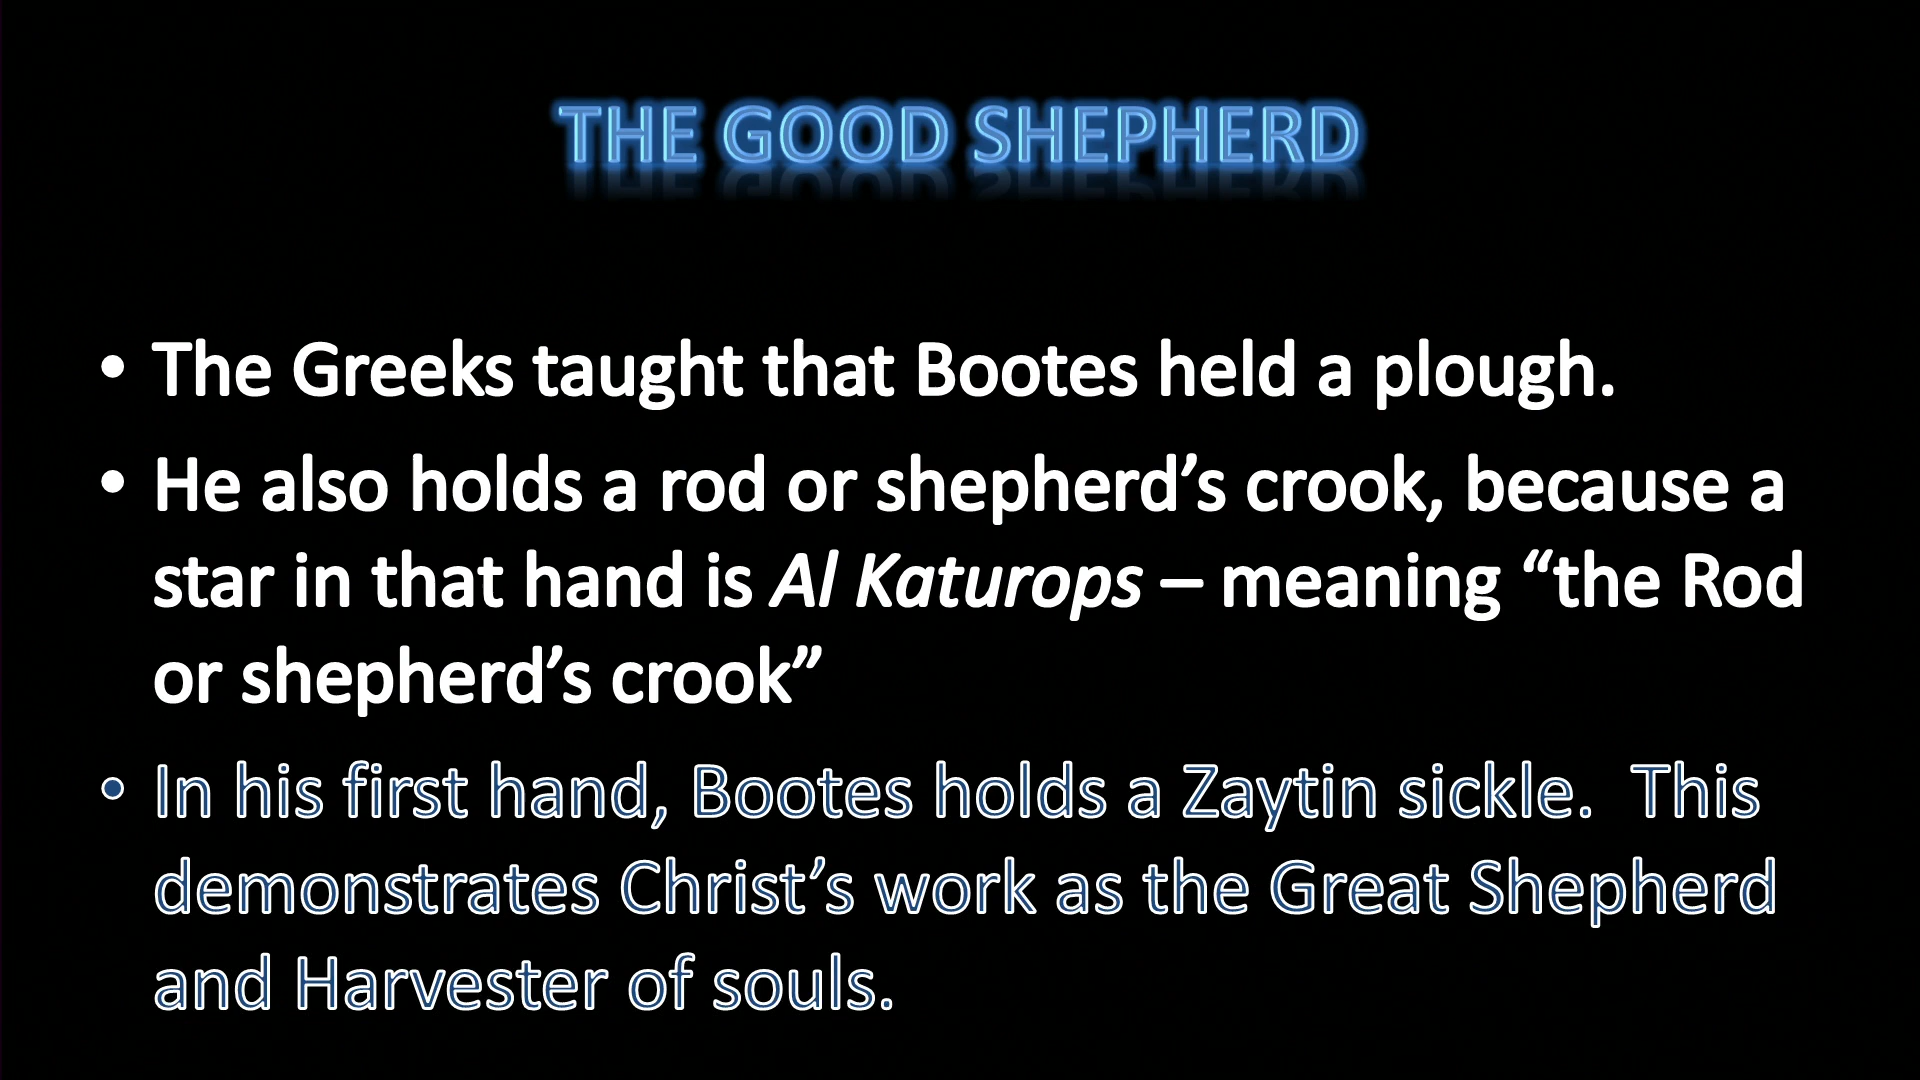 THE GOOD SHEPHERD
• The Greeks taught that Bootes held a plough.
• He also holds a rod or shepherd’s crook, because a
star in that hand is Al Katurops – meaning “the Rod
or shepherd’s crook”
• In his first hand, Bootes holds a Zaytin sickle.  This
demonstrates Christ’s work as the Great Shepherd
and Harvester of souls.